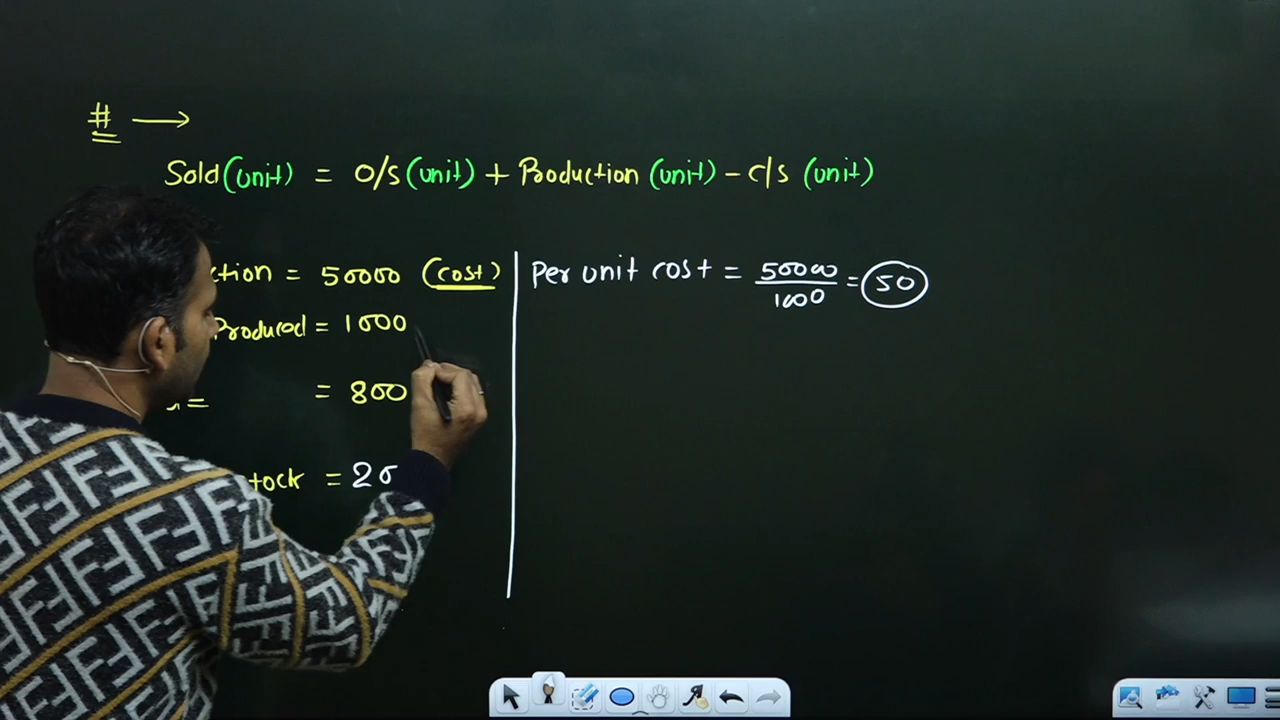 # →
Sold (unit) = O/S (unit) + Production (unit) - C/S (unit)
ction = 50000 (cost)
Produced = 1000
= 800
tock = 20
Per unit cost = 50000/1000 = 50